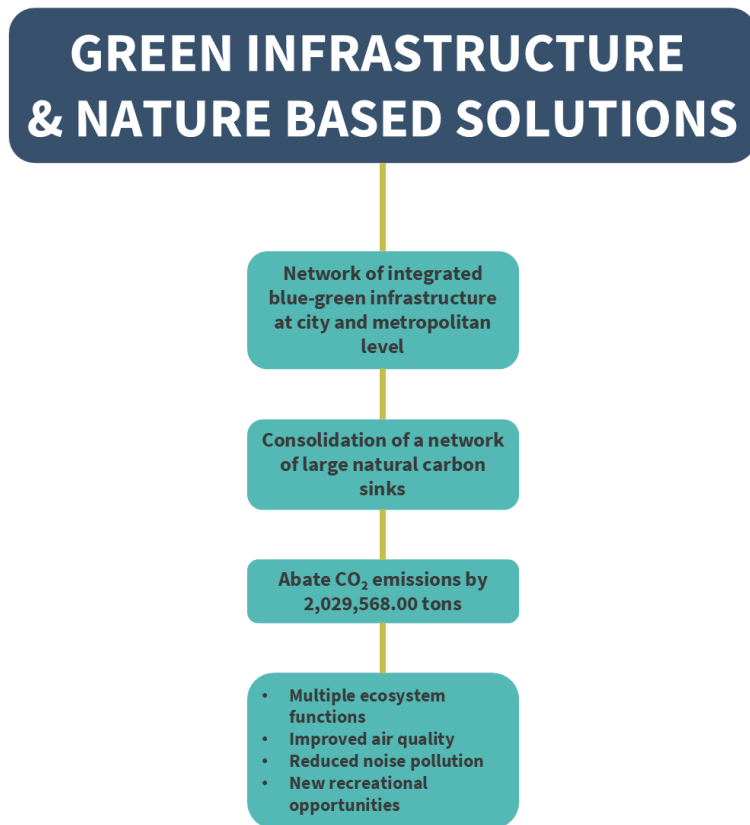 GREEN INFRASTRUCTURE
& NATURE BASED SOLUTIONS
Network of integrated
blue-green infrastructure
at city and metropolitan
level
Consolidation of a network
of large natural carbon
sinks
Abate CO₂ emissions by
2,029,568.00 tons
• Multiple ecosystem
functions
• Improved air quality
• Reduced noise pollution
• New recreational
opportunities